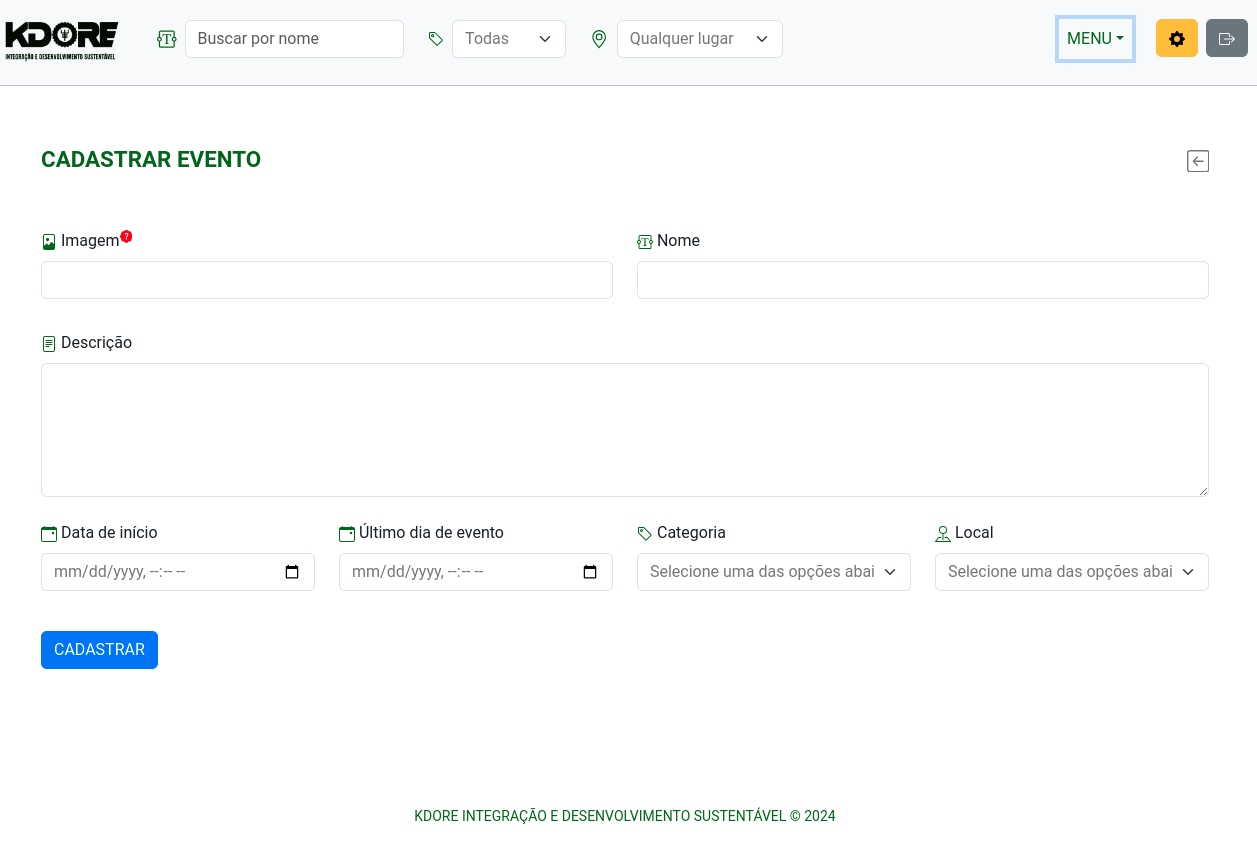 KDORE
INTEGRAÇÃO E DESENVOLVIMENTO SUSTENTÁVEL
Buscar por nome
Todas
Qualquer lugar
MENU
CADASTRAR EVENTO
Imagem?
Nome
Descrição
Data de início
Último dia de evento
Categoria
Local
mm/dd/yyyy, --:-- --
mm/dd/yyyy, --:-- --
Selecione uma das opções abai
Selecione uma das opções abai
CADASTRAR
KDORE INTEGRAÇÃO E DESENVOLVIMENTO SUSTENTÁVEL © 2024